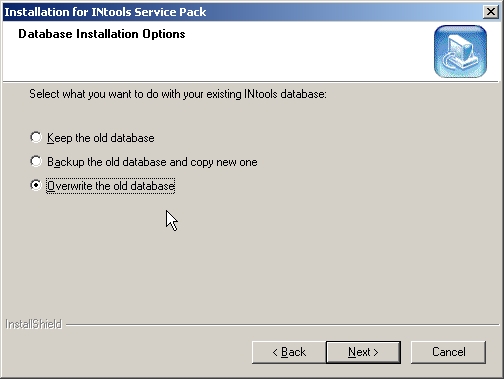 Installation for INtools Service Pack
Database Installation Options
Select what you want to do with your existing INtools database:
Keep the old database
Backup the old database and copy new one
Overwrite the old database
InstallShield
< Back
Next >
Cancel